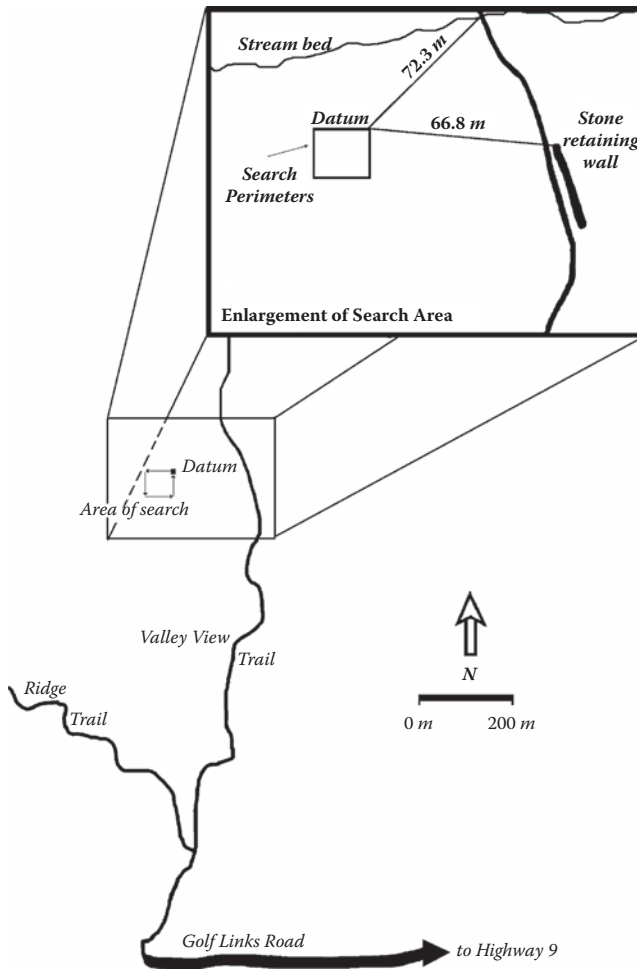 Stream bed
72.3 m
Datum
66.8 m
Stone
retaining
wall
Search
Perimeters
Enlargement of Search Area
Datum
Area of search
Valley View
Trail
Ridge
Trail
N
0 m 200 m
Golf Links Road
to Highway 9